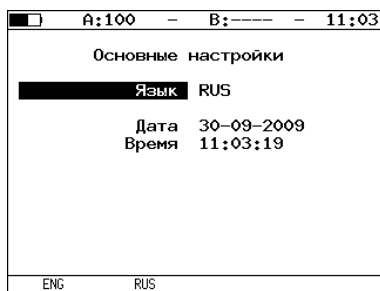 A:100 – B:---- – 11:03
Основные настройки
Язык RUS
Дата 30-09-2009
Время 11:03:19
ENG RUS